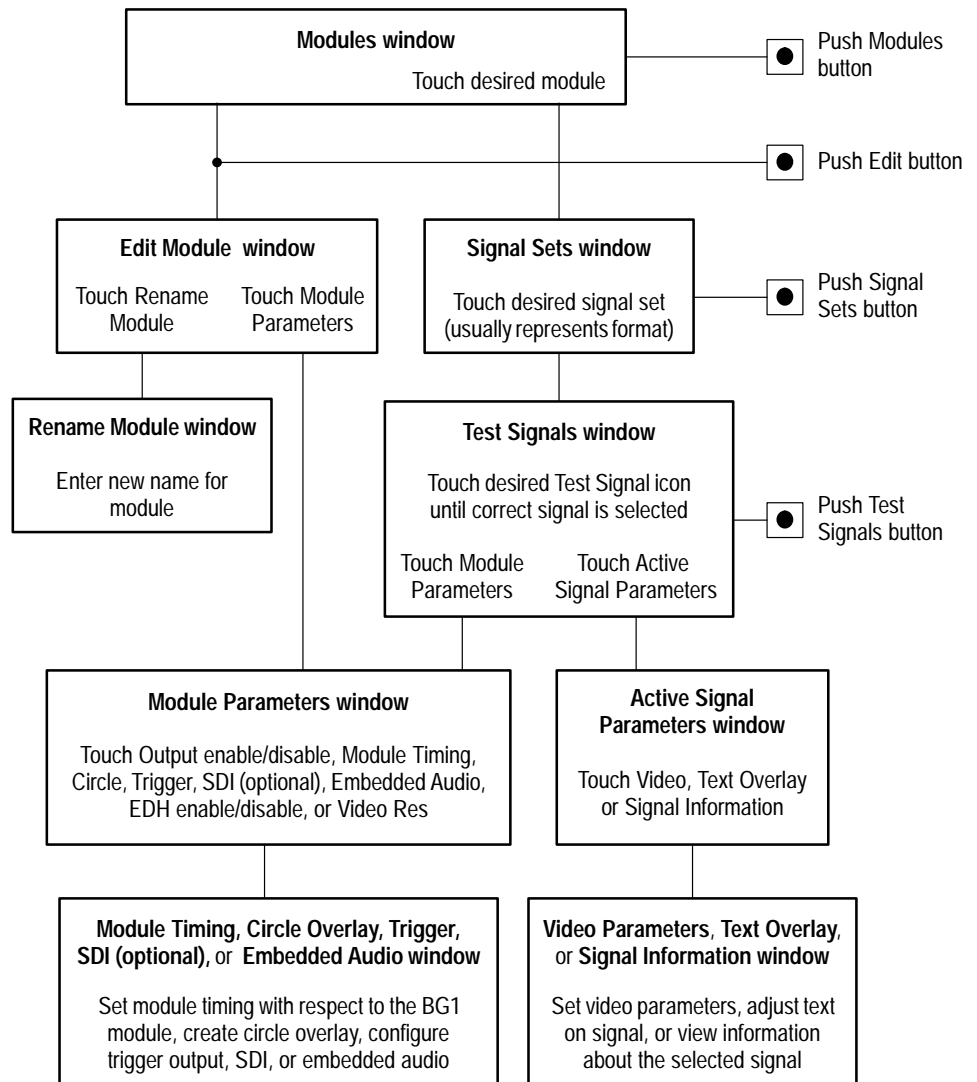 Modules window
Touch desired module
Push Modules
button
Push Edit button
Edit Module window
Touch Rename
Module
Touch Module
Parameters
Signal Sets window
Touch desired signal set
(usually represents format)
Push Signal
Sets button
Rename Module window
Enter new name for
module
Test Signals window
Touch desired Test Signal icon
until correct signal is selected
Touch Module
Parameters
Touch Active
Signal Parameters
Push Test
Signals button
Module Parameters window
Touch Output enable/disable, Module Timing,
Circle, Trigger, SDI (optional), Embedded Audio,
EDH enable/disable, or Video Res
Active Signal
Parameters window
Touch Video, Text Overlay
or Signal Information
Module Timing, Circle Overlay, Trigger,
SDI (optional), or Embedded Audio window
Set module timing with respect to the BG1
module, create circle overlay, configure
trigger output, SDI, or embedded audio
Video Parameters, Text Overlay,
or Signal Information window
Set video parameters, adjust text
on signal, or view information
about the selected signal